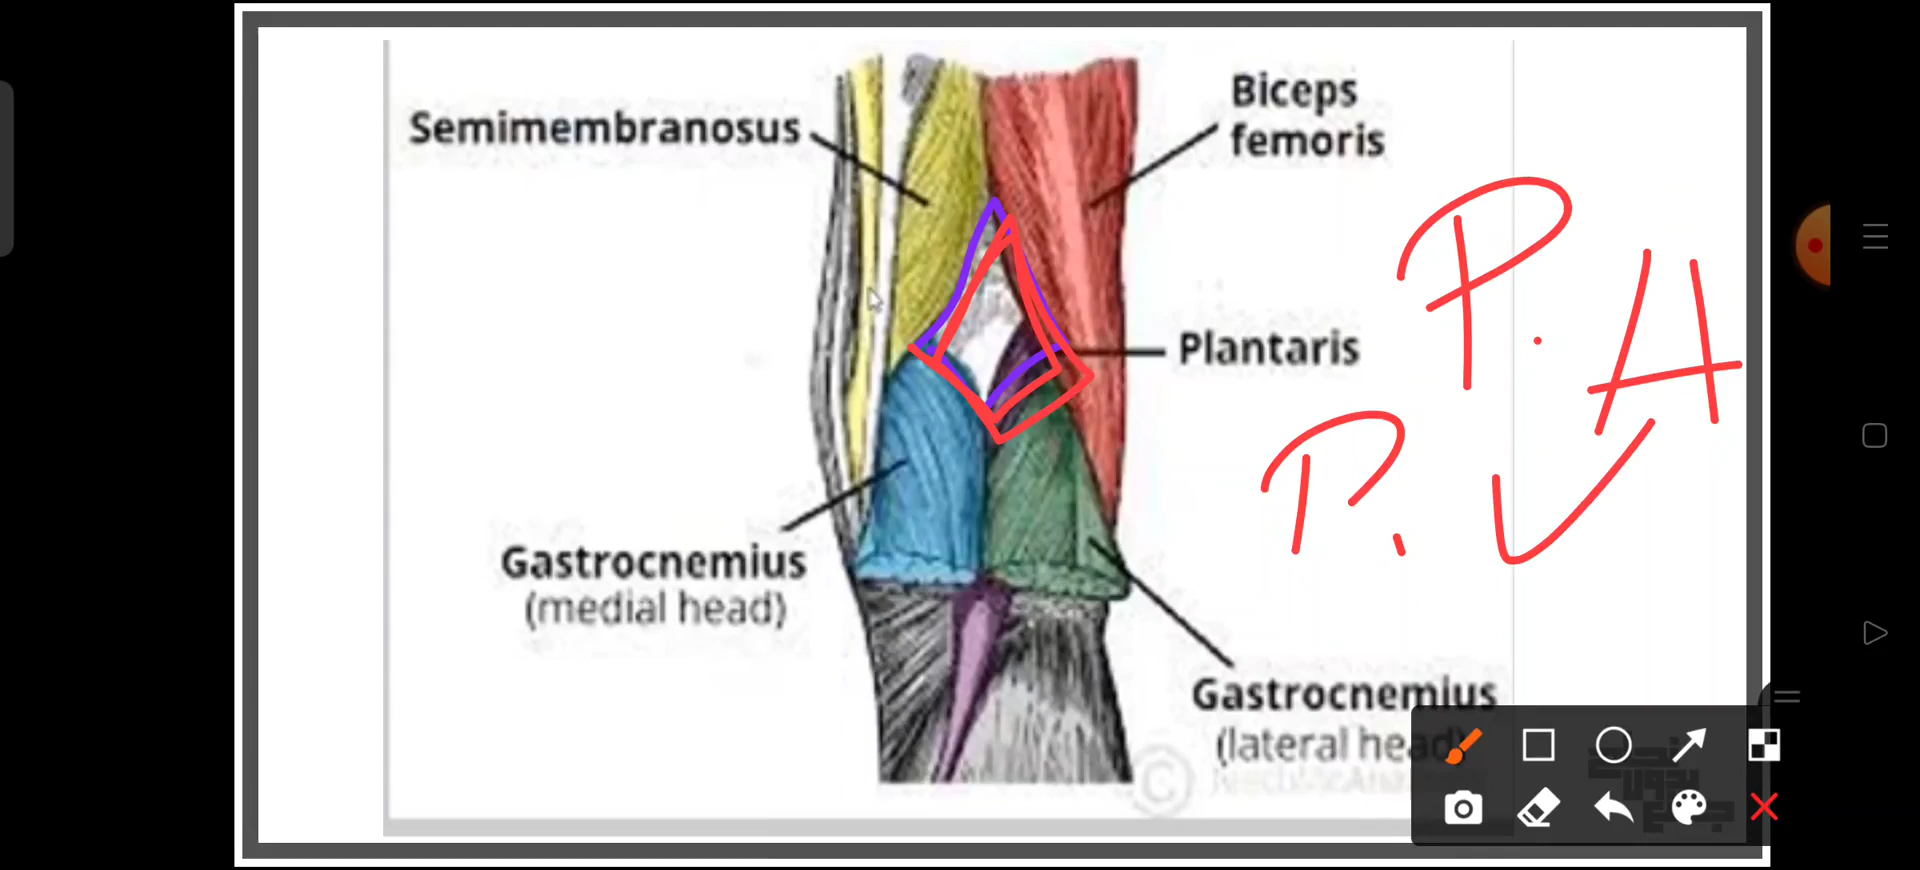 Semimembranosus
Biceps
femoris
P. A
Plantaris
P. V
Gastrocnemius
(medial head)
Gastrocnemius
(lateral head)
©